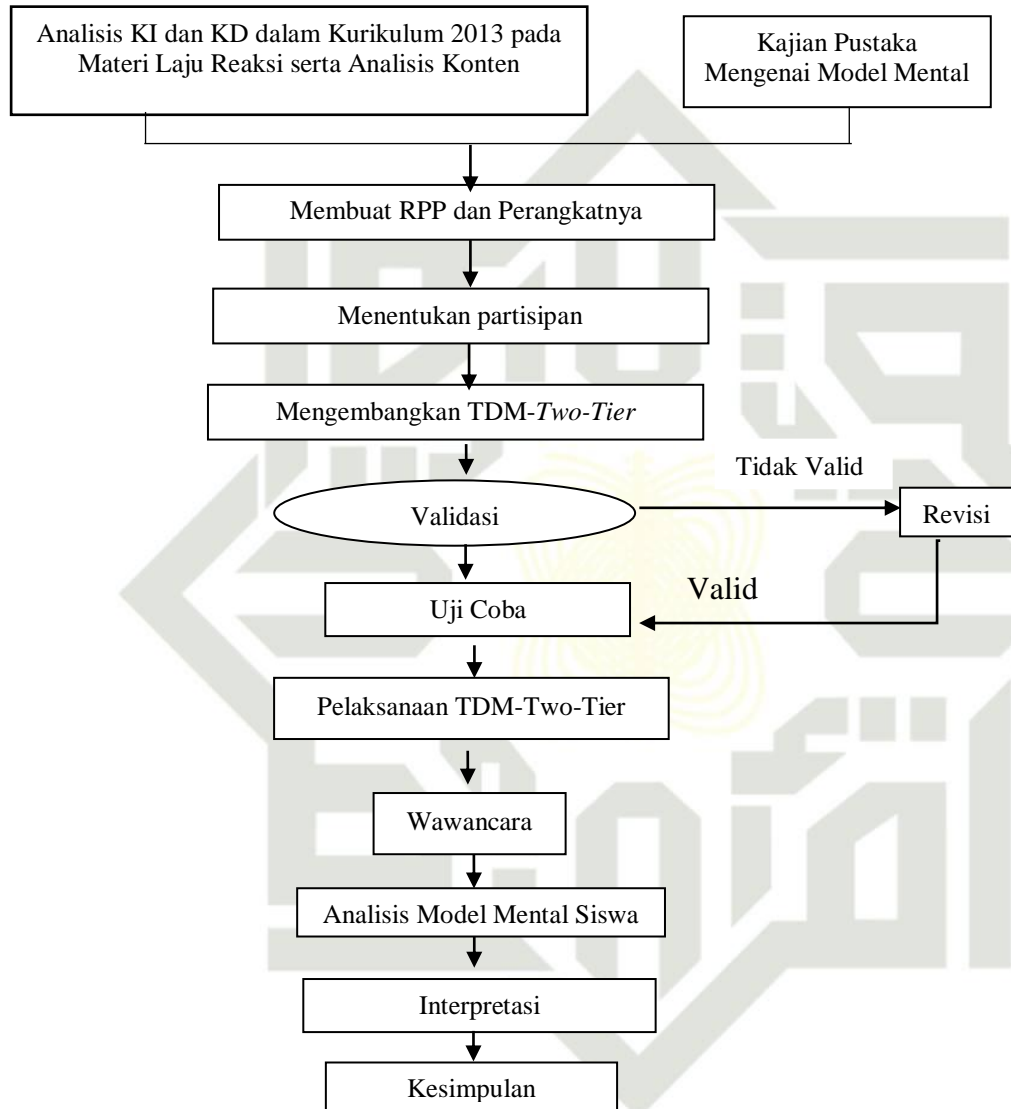 Analisis KI dan KD dalam Kurikulum 2013 pada
Materi Laju Reaksi serta Analisis Konten
Kajian Pustaka
Mengenai Model Mental
Membuat RPP dan Perangkatnya
Menentukan partisipan
Mengembangkan TDM-Two-Tier
Tidak Valid
Validasi
Revisi
Valid
Uji Coba
Pelaksanaan TDM-Two-Tier
Wawancara
Analisis Model Mental Siswa
Interpretasi
Kesimpulan